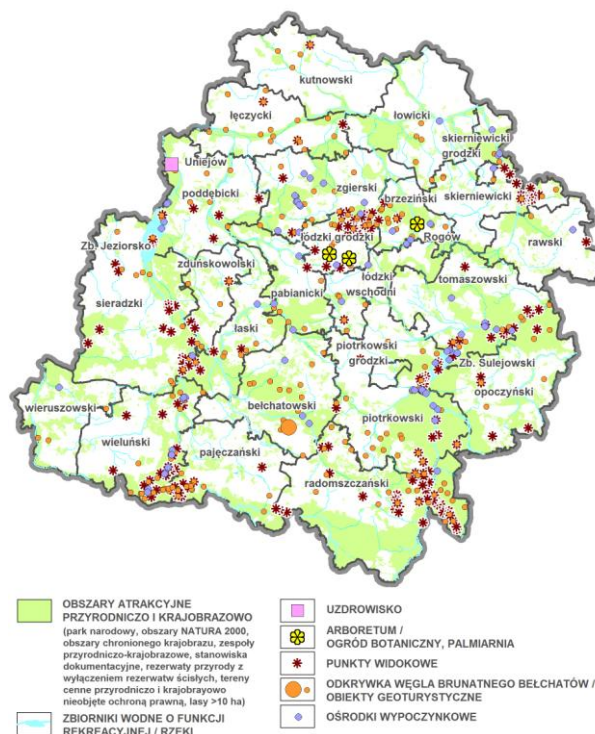 kutnowski
łęczycki
łowicki
skierniewicki
grodzki
Uniejów
zgierski
poddębicki
brzeziński
skierniewicki
łódzki grodzki
Rogów
rawski
Zb. Jeziorsko
zduńskowolski
łódzki
wschodni
tomaszowski
pabianicki
sieradzki
łaski
piotrkowski
grodzki
Zb. Sulejowski
opoczyński
wieruszowski
bełchatowski
piotrkowski
wieluński
pajęczański
radomszczański
OBSZARY ATRAKCYJNE
PRZYRODNICZO I KRAJOBRAZOWO
(park narodowy, obszary NATURA 2000,
obszary chronionego krajobrazu, zespoły
przyrodniczo-krajobrazowe, stanowiska
dokumentacyjne, rezerwaty przyrody z
wyłączeniem rezerwatw ścisłych, tereny
cenne przyrodniczo i krajobrayowo
nieobjęte ochroną prawną, lasy >10 ha)
ZBIORNIKI WODNE O FUNKCJI
REKREACYJNEJ / RZEKI
UZDROWISKO
ARBORETUM /
OGRÓD BOTANICZNY, PALMIARNIA
PUNKTY WIDOKOWE
ODKRYWKA WĘGLA BRUNATNEGO BEŁCHATÓW /
OBIEKTY GEOTURYSTYCZNE
OŚRODKI WYPOCZYNKOWE